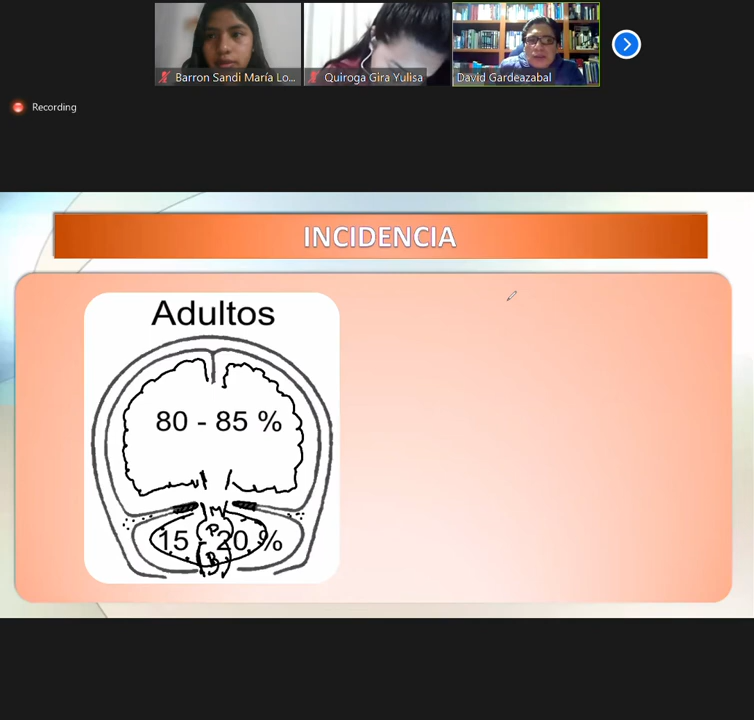 Barron Sandi María Lo...
Quiroga Gira Yulisa
David Gardeazabal
Recording
INCIDENCIA
Adultos
80 - 85 %
M
P
15 - 20 %
B